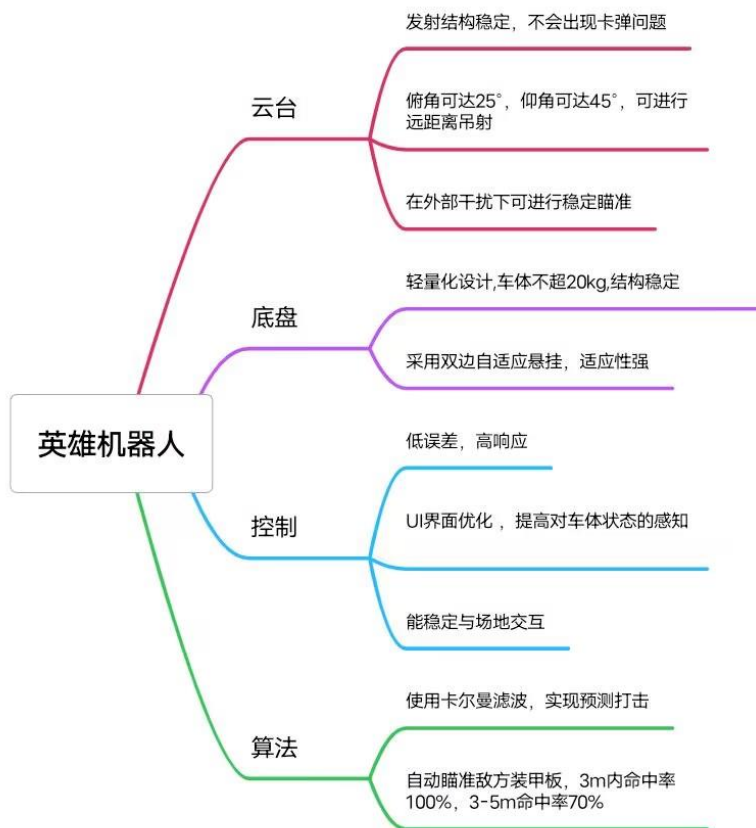 英雄机器人
云台
发射结构稳定，不会出现卡弹问题
俯角可达25°，仰角可达45°，可进行
远距离吊射
在外部干扰下可进行稳定瞄准
底盘
轻量化设计,车体不超20kg,结构稳定
采用双边自适应悬挂，适应性强
控制
低误差，高响应
UI界面优化 ，提高对车体状态的感知
能稳定与场地交互
算法
使用卡尔曼滤波，实现预测打击
自动瞄准敌方装甲板，3m内命中率
100%，3-5m命中率70%